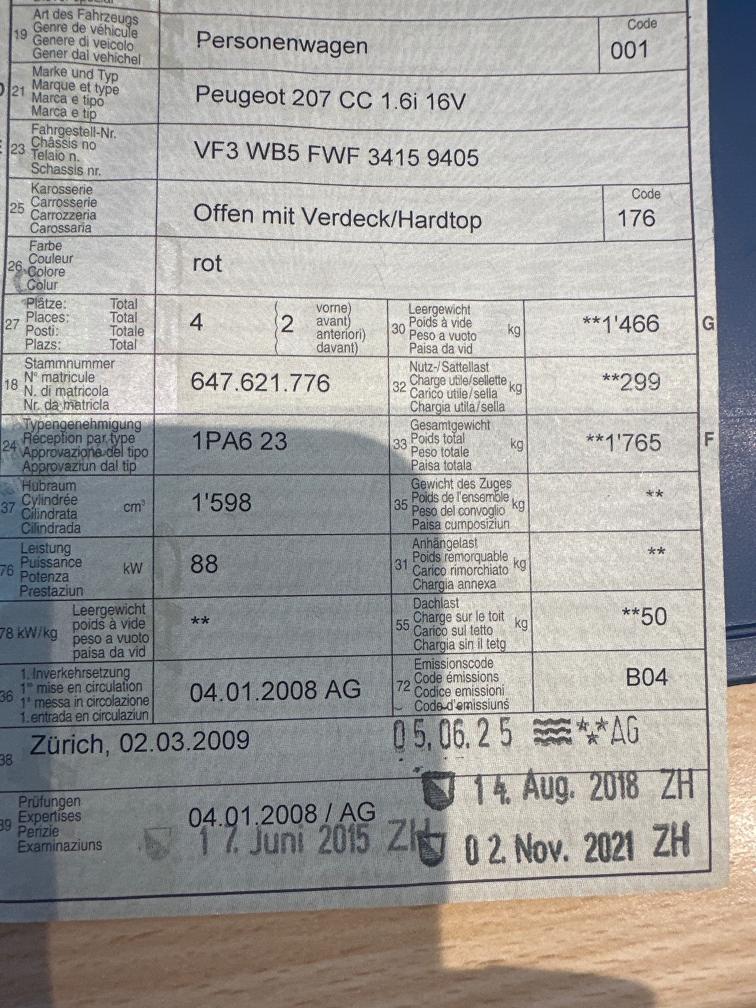 19 Art des Fahrzeugs
Genre de véhicule
Genere di veicolo
Gener dal vehichel
Personenwagen
Code
001
21 Marke und Typ
Marque et type
Marca e tipo
Marca e tip
Peugeot 207 CC 1.6i 16V
23 Fahrgestell-Nr.
Châssis no
Telaio n.
Schassis nr.
VF3 WB5 FWF 3415 9405
25 Karosserie
Carrosserie
Carrozzeria
Carossaria
Offen mit Verdeck/Hardtop
Code
176
26 Farbe
Couleur
Colore
Colur
rot
27 Plätze: Total
Places: Total
Posti: Totale
Plazs: Total
4 2 vorne)
avant)
anteriori)
davant)
30 Leergewicht
Poids à vide
Peso a vuoto
Paisa da vid
kg
**1'466 G
18 Stammnummer
N° matricule
N. di matricola
Nr. da matricla
647.621.776
32 Nutz-/Sattellast
Charge utile/sellette
Carico utile/sella
Chargia utila/sella
kg
**299
24 Typengenehmigung
Réception par type
Approvazione del tipo
Approvaziun dal tip
1PA6 23
33 Gesamtgewicht
Poids total
Peso totale
Paisa totala
kg
**1'765 F
37 Hubraum
Cylindrée
Cilindrata
Cilindrada
cm³
1'598
35 Gewicht des Zuges
Poids de l'ensemble
Peso del convoglio
Paisa cumposiziun
kg
**
76 Leistung
Puissance
Potenza
Prestaziun
kW
88
31 Anhängelast
Poids remorquable
Carico rimorchiato
Chargia annexa
kg
**
78 kW/kg
Leergewicht
poids à vide
peso a vuoto
paisa da vid
**
55 Dachlast
Charge sur le toit
Carico sul tetto
Chargia sin il tetg
kg
**50
36 1. Inverkehrsetzung
1re mise en circulation
1a messa in circolazione
1. entrada en circulaziun
04.01.2008 AG
72 Emissionscode
Code émissions
Codice emissioni
Code d'emissiuns
B04
38 Zürich, 02.03.2009
05.06.25 *** AG
14. Aug. 2018 ZH
39 Prüfungen
Expertises
Perizie
Examinaziuns
04.01.2008 / AG
17. Juni 2015 ZH
02. Nov. 2021 ZH